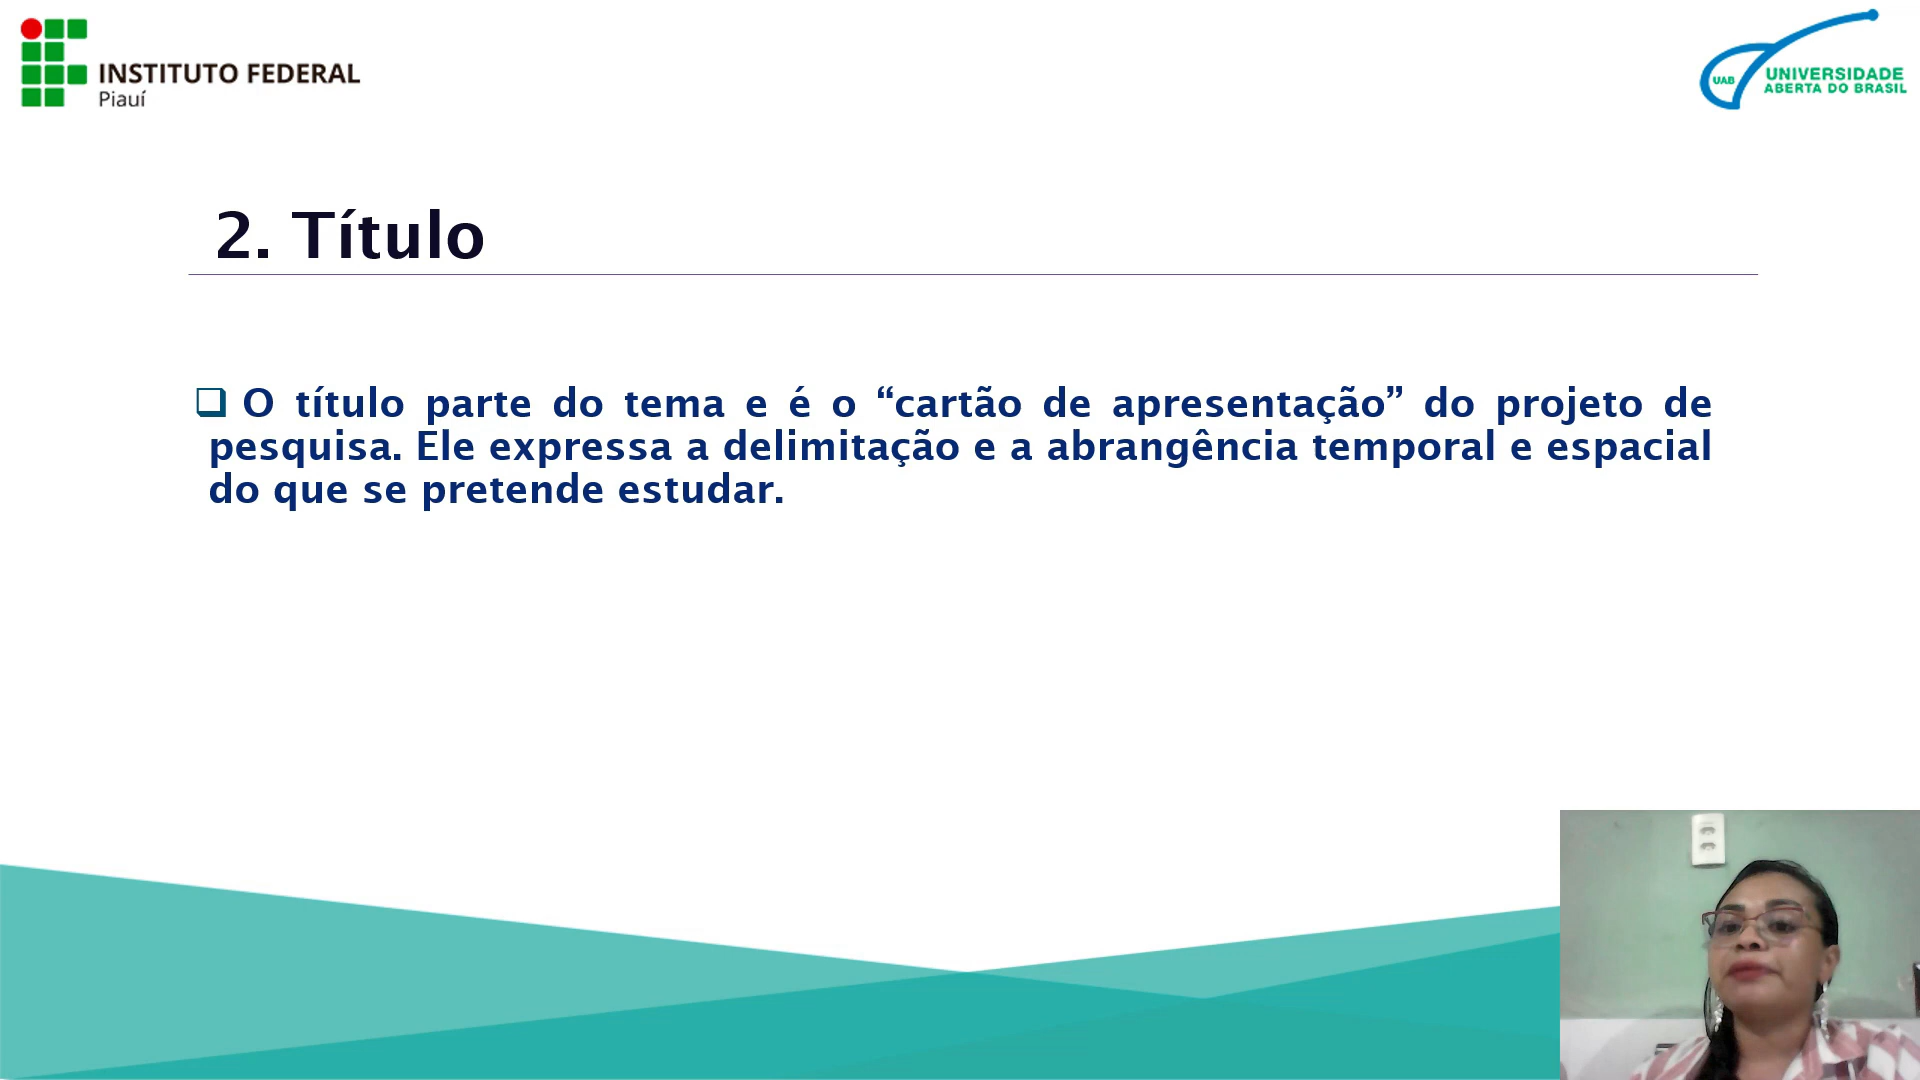 INSTITUTO FEDERAL
Piauí
UAB
UNIVERSIDADE
ABERTA DO BRASIL
2. Título
❑ O título parte do tema e é o “cartão de apresentação” do projeto de
pesquisa. Ele expressa a delimitação e a abrangência temporal e espacial
do que se pretende estudar.